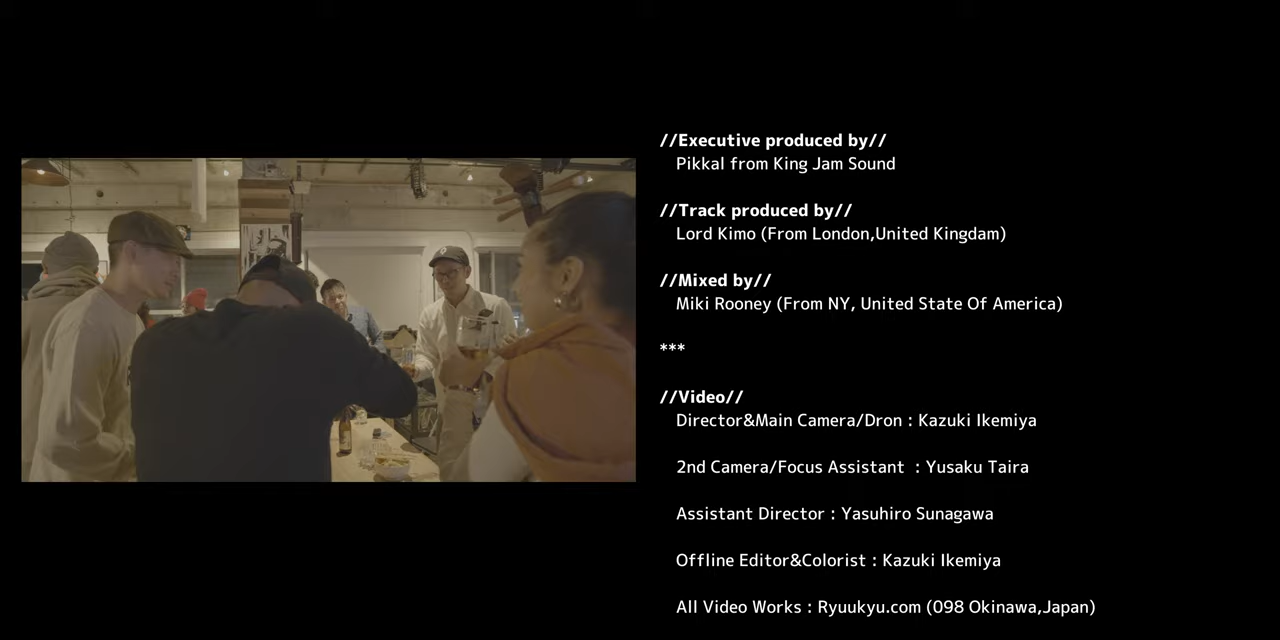 //Executive produced by//
Pikkal from King Jam Sound
//Track produced by//
Lord Kimo (From London,United Kingdam)
//Mixed by//
Miki Rooney (From NY, United State Of America)
***
//Video//
Director&Main Camera/Dron : Kazuki Ikemiya
2nd Camera/Focus Assistant : Yusaku Taira
Assistant Director : Yasuhiro Sunagawa
Offline Editor&Colorist : Kazuki Ikemiya
All Video Works : Ryuukyu.com (098 Okinawa,Japan)